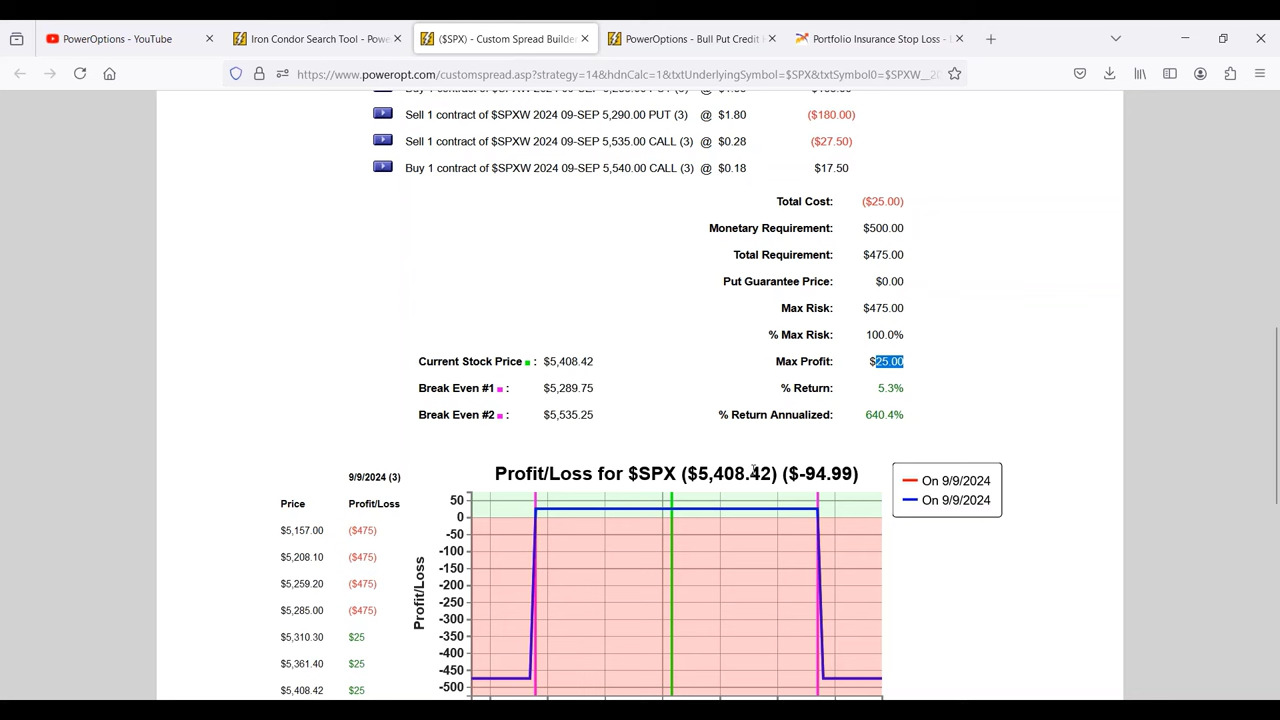 PowerOptions - YouTube
Iron Condor Search Tool - Powe
($SPX) - Custom Spread Builder
PowerOptions - Bull Put Credit
Portfolio Insurance Stop Loss -
https://www.poweropt.com/customspread.asp?strategy=14&hdnCalc=1&txtUnderlyingSymbol=$SPX&txtSymbol0=$SPXW__20
Sell 1 contract of $SPXW 2024 09-SEP 5,290.00 PUT (3) @ $1.80 ($180.00)
Sell 1 contract of $SPXW 2024 09-SEP 5,535.00 CALL (3) @ $0.28 ($27.50)
Buy 1 contract of $SPXW 2024 09-SEP 5,540.00 CALL (3) @ $0.18 $17.50
Total Cost: ($25.00)
Monetary Requirement: $500.00
Total Requirement: $475.00
Put Guarantee Price: $0.00
Max Risk: $475.00
% Max Risk: 100.0%
Current Stock Price : $5,408.42 Max Profit: $25.00
Break Even #1 : $5,289.75 % Return: 5.3%
Break Even #2 : $5,535.25 % Return Annualized: 640.4%
Profit/Loss for $SPX ($5,408.42) ($-94.99)
9/9/2024 (3)
On 9/9/2024
On 9/9/2024
Price Profit/Loss
$5,157.00 ($475)
$5,208.10 ($475)
$5,259.20 ($475)
$5,285.00 ($475)
$5,310.30 $25
$5,361.40 $25
$5,408.42 $25
Profit/Loss
50
0
-50
-100
-150
-200
-250
-300
-350
-400
-450
-500